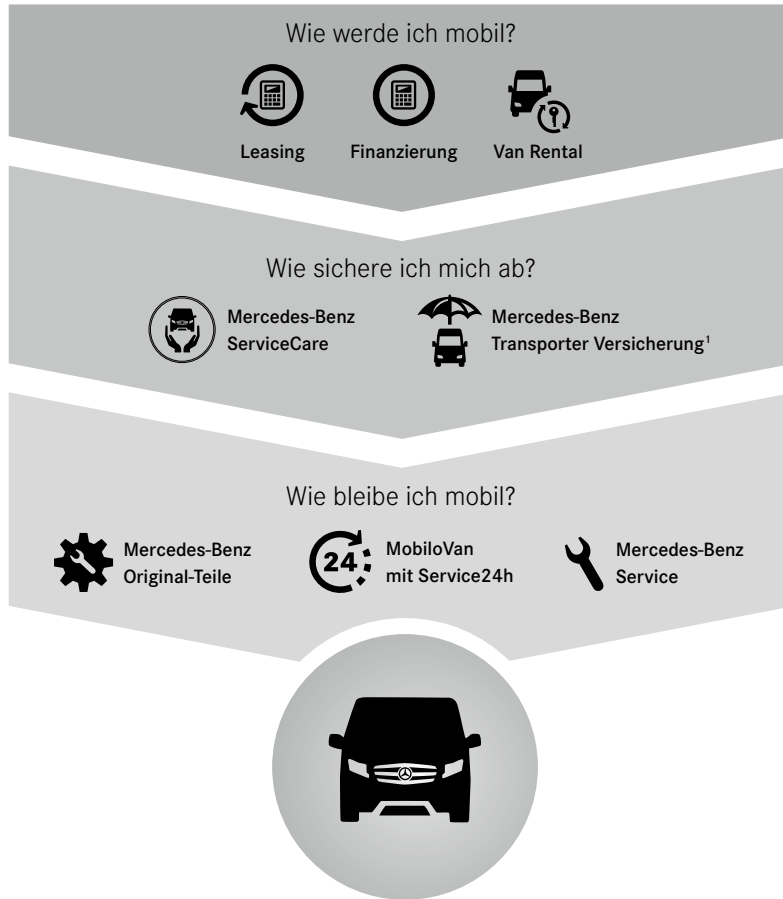 Wie werde ich mobil?
Leasing Finanzierung Van Rental
Wie sichere ich mich ab?
Mercedes-Benz
ServiceCare
Mercedes-Benz
Transporter Versicherung¹
Wie bleibe ich mobil?
Mercedes-Benz
Original-Teile
24
MobiloVan
mit Service24h
Mercedes-Benz
Service